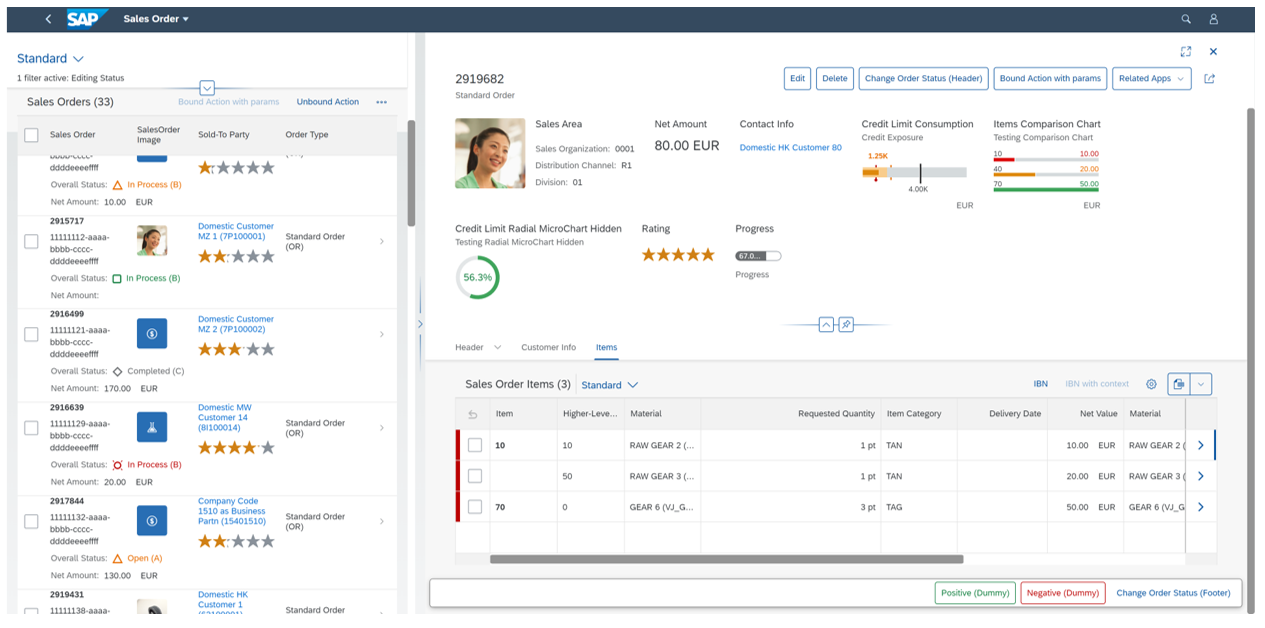 SAP Sales Order
Standard
1 filter active: Editing Status
Sales Orders (33) Bound Action with params Unbound Action
Sales Order SalesOrder Image Sold-To Party Order Type
bbbb-cccc-
ddddeeeeffff
Overall Status: In Process (B)
Net Amount: 10.00 EUR
2915717
11111112-aaaa-
bbbb-cccc-
ddddeeeeffff
Domestic Customer
MZ 1 (7P100001)
Standard Order
(OR)
Overall Status: In Process (B)
Net Amount:
2916499
11111121-aaaa-
bbbb-cccc-
ddddeeeeffff
Domestic Customer
MZ 2 (7P100002)
Overall Status: Completed (C)
Net Amount: 170.00 EUR
2916639
11111129-aaaa-
bbbb-cccc-
ddddeeeeffff
Domestic MW
Customer 14
(8I100014)
Standard Order
(OR)
Overall Status: In Process (B)
Net Amount: 20.00 EUR
2917844
11111132-aaaa-
bbbb-cccc-
ddddeeeeffff
Company Code
1510 as Business
Partn (15401510)
Standard Order
(OR)
Overall Status: Open (A)
Net Amount: 130.00 EUR
2919431
11111138-aaaa-
Domestic HK
Customer 1
Standard Order
2919682
Standard Order
Edit Delete Change Order Status (Header) Bound Action with params Related Apps
Sales Area
Sales Organization: 0001
Distribution Channel: R1
Division: 01
Net Amount
80.00 EUR
Contact Info
Domestic HK Customer 80
Credit Limit Consumption
Credit Exposure
1.25K
4.00K
EUR
Items Comparison Chart
Testing Comparison Chart
10 10.00
40 20.00
70 50.00
EUR
Credit Limit Radial MicroChart Hidden
Testing Radial MicroChart Hidden
56.3%
Rating
Progress
67.0...
Progress
Header Customer Info Items
Sales Order Items (3) Standard IBN IBN with context
Item Higher-Leve... Material Requested Quantity Item Category Delivery Date Net Value Material
10 10 RAW GEAR 2 (... 1 pt TAN 10.00 EUR RAW GEAR 2 (
50 RAW GEAR 3 (... 1 pt TAN 20.00 EUR RAW GEAR 3 (
70 0 GEAR 6 (VJ_G... 3 pt TAG 50.00 EUR GEAR 6 (VJ_G
Positive (Dummy) Negative (Dummy) Change Order Status (Footer)